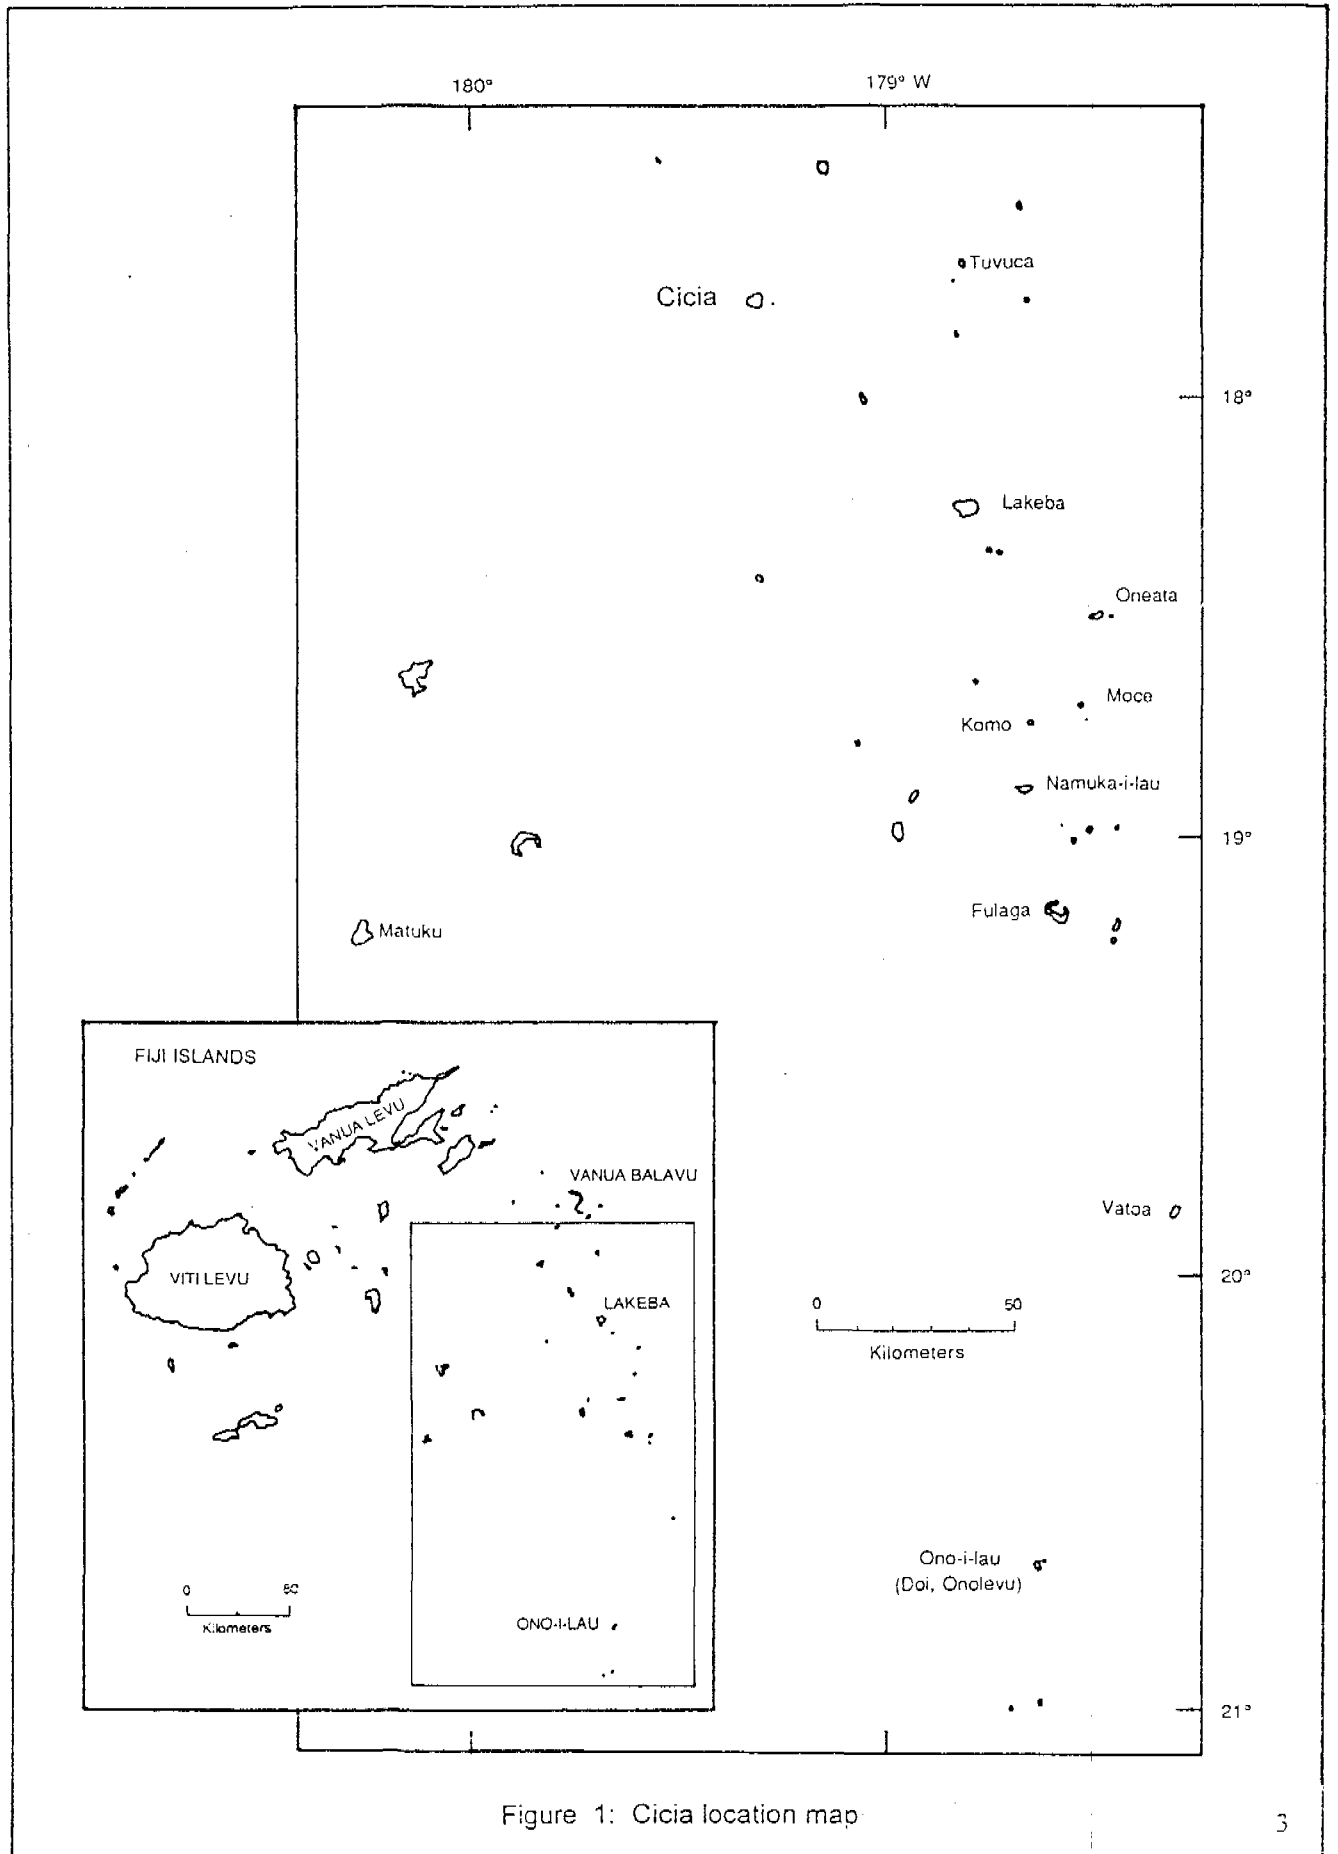 180°
179° W
Tuvuca
Cicia
18°
Lakeba
Oneata
Moce
Komo
Namuka-i-lau
19°
Fulaga
Matuku
FIJI ISLANDS
VANUA LEVU
VANUA BALAVU
Vatoa
VITI LEVU
20°
LAKEBA
0 50
Kilometers
Ono-i-lau
(Doi, Onolevu)
0 80
Kilometers
ONO-I-LAU
21°
Figure 1: Cicia location map
3